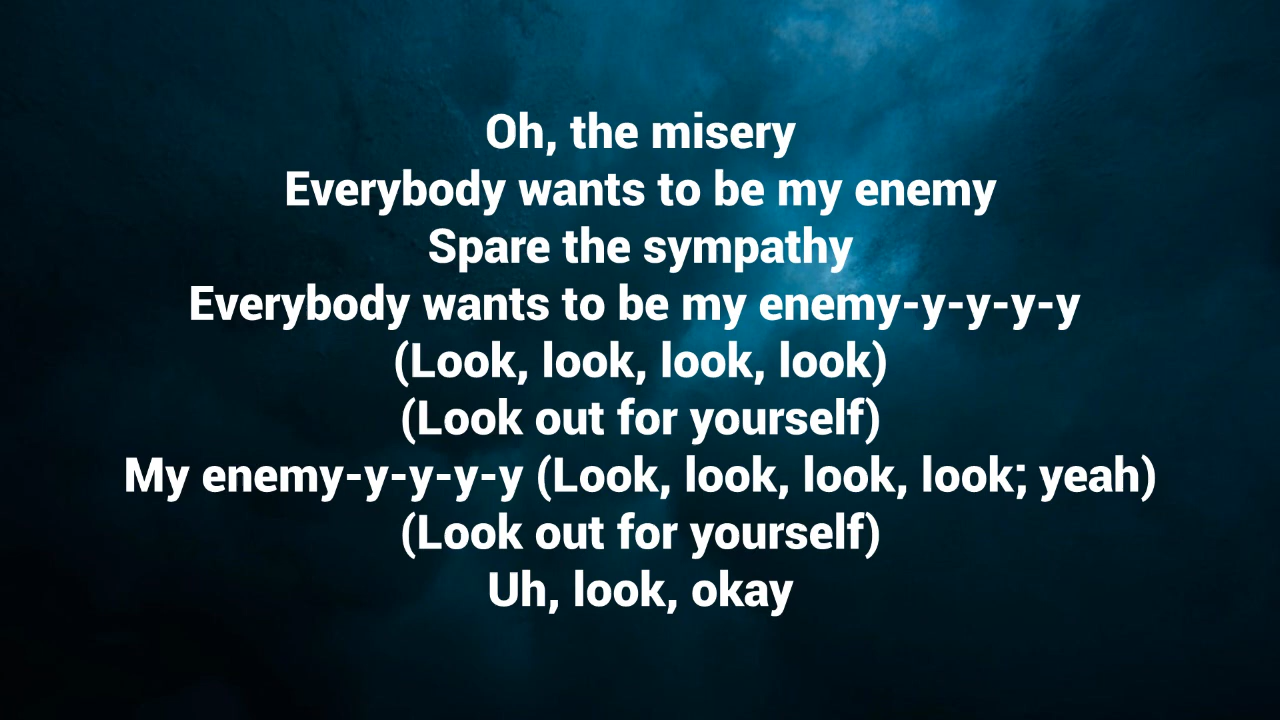 Oh, the misery
Everybody wants to be my enemy
Spare the sympathy
Everybody wants to be my enemy-y-y-y-y
(Look, look, look, look)
(Look out for yourself)
My enemy-y-y-y-y (Look, look, look, look; yeah)
(Look out for yourself)
Uh, look, okay